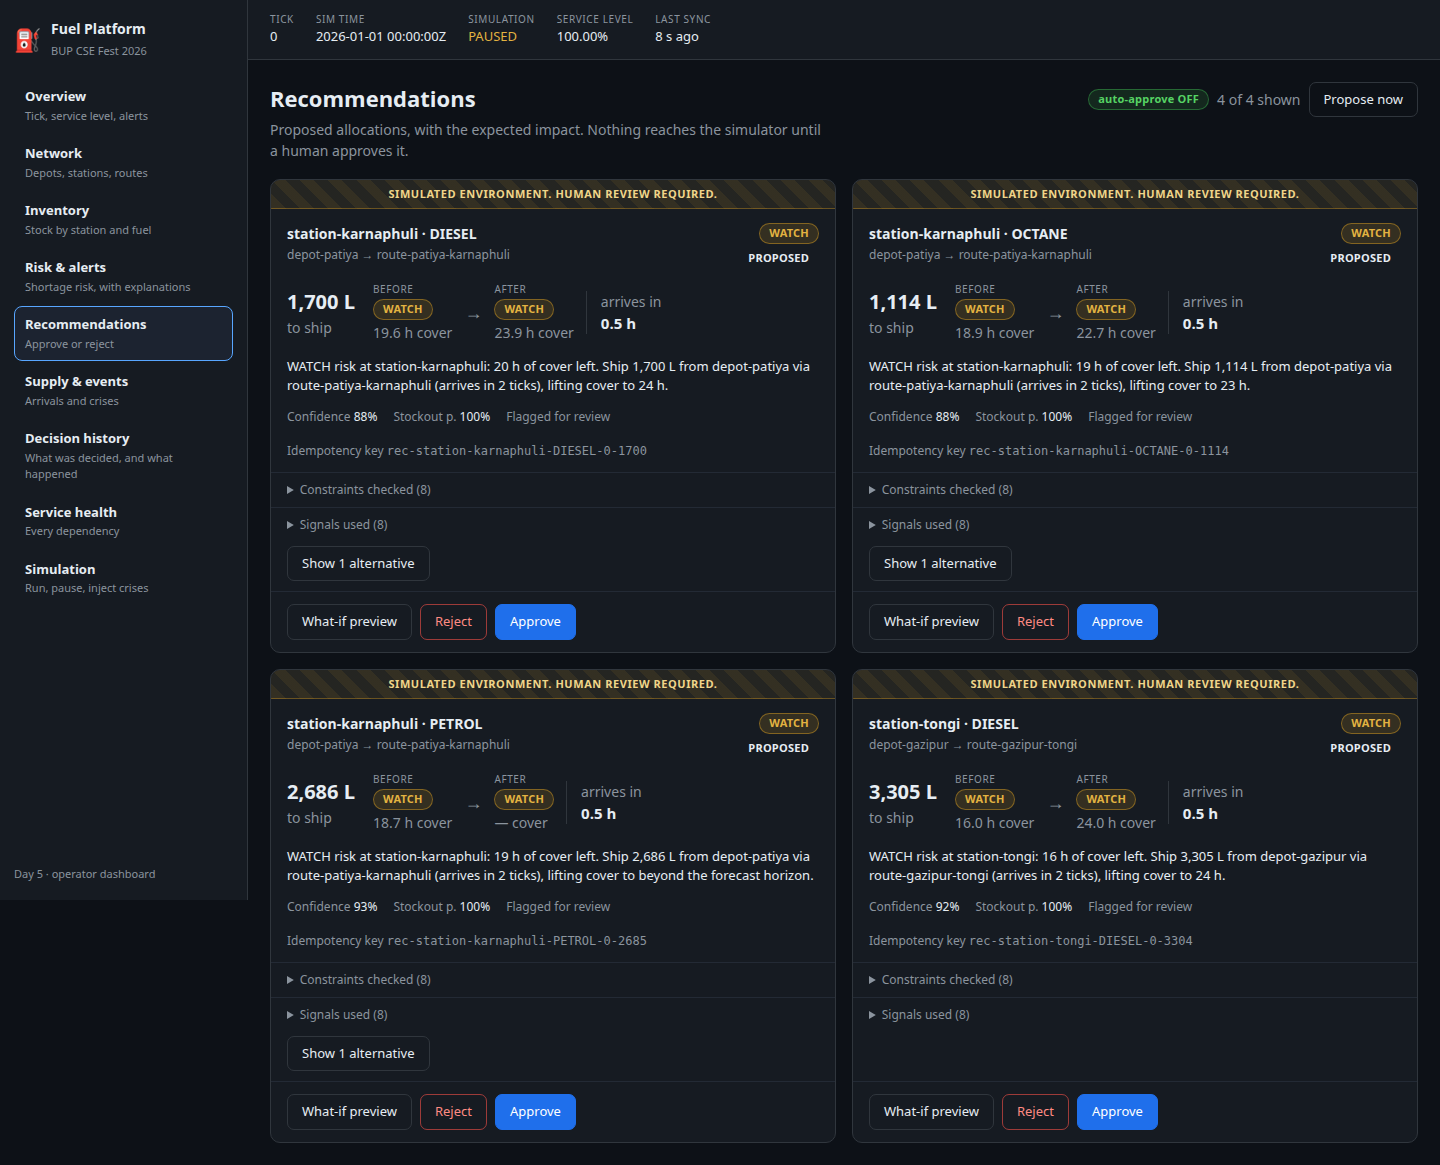 Fuel Platform
BUP CSE Fest 2026
Overview
Tick, service level, alerts
Network
Depots, stations, routes
Inventory
Stock by station and fuel
Risk & alerts
Shortage risk, with explanations
Recommendations
Approve or reject
Supply & events
Arrivals and crises
Decision history
What was decided, and what
happened
Service health
Every dependency
Simulation
Run, pause, inject crises
Day 5 · operator dashboard
TICK SIM TIME SIMULATION SERVICE LEVEL LAST SYNC
0 2026-01-01 00:00:00Z PAUSED 100.00% 8 s ago
Recommendations
auto-approve OFF 4 of 4 shown Propose now
Proposed allocations, with the expected impact. Nothing reaches the simulator until
a human approves it.
SIMULATED ENVIRONMENT. HUMAN REVIEW REQUIRED.
station-karnaphuli · DIESEL WATCH
depot-patiya → route-patiya-karnaphuli PROPOSED
BEFORE AFTER
1,700 L WATCH → WATCH arrives in
to ship 19.6 h cover 23.9 h cover 0.5 h
WATCH risk at station-karnaphuli: 20 h of cover left. Ship 1,700 L from depot-patiya via
route-patiya-karnaphuli (arrives in 2 ticks), lifting cover to 24 h.
Confidence 88% Stockout p. 100% Flagged for review
Idempotency key rec-station-karnaphuli-DIESEL-0-1700
▶ Constraints checked (8)
▶ Signals used (8)
Show 1 alternative
What-if preview Reject Approve
SIMULATED ENVIRONMENT. HUMAN REVIEW REQUIRED.
station-karnaphuli · OCTANE WATCH
depot-patiya → route-patiya-karnaphuli PROPOSED
BEFORE AFTER
1,114 L WATCH → WATCH arrives in
to ship 18.9 h cover 22.7 h cover 0.5 h
WATCH risk at station-karnaphuli: 19 h of cover left. Ship 1,114 L from depot-patiya via
route-patiya-karnaphuli (arrives in 2 ticks), lifting cover to 23 h.
Confidence 88% Stockout p. 100% Flagged for review
Idempotency key rec-station-karnaphuli-OCTANE-0-1114
▶ Constraints checked (8)
▶ Signals used (8)
Show 1 alternative
What-if preview Reject Approve
SIMULATED ENVIRONMENT. HUMAN REVIEW REQUIRED.
station-karnaphuli · PETROL WATCH
depot-patiya → route-patiya-karnaphuli PROPOSED
BEFORE AFTER
2,686 L WATCH → WATCH arrives in
to ship 18.7 h cover — cover 0.5 h
WATCH risk at station-karnaphuli: 19 h of cover left. Ship 2,686 L from depot-patiya via
route-patiya-karnaphuli (arrives in 2 ticks), lifting cover to beyond the forecast horizon.
Confidence 93% Stockout p. 100% Flagged for review
Idempotency key rec-station-karnaphuli-PETROL-0-2685
▶ Constraints checked (8)
▶ Signals used (8)
Show 1 alternative
What-if preview Reject Approve
SIMULATED ENVIRONMENT. HUMAN REVIEW REQUIRED.
station-tongi · DIESEL WATCH
depot-gazipur → route-gazipur-tongi PROPOSED
BEFORE AFTER
3,305 L WATCH → WATCH arrives in
to ship 16.0 h cover 24.0 h cover 0.5 h
WATCH risk at station-tongi: 16 h of cover left. Ship 3,305 L from depot-gazipur via
route-gazipur-tongi (arrives in 2 ticks), lifting cover to 24 h.
Confidence 92% Stockout p. 100% Flagged for review
Idempotency key rec-station-tongi-DIESEL-0-3304
▶ Constraints checked (8)
▶ Signals used (8)
What-if preview Reject Approve